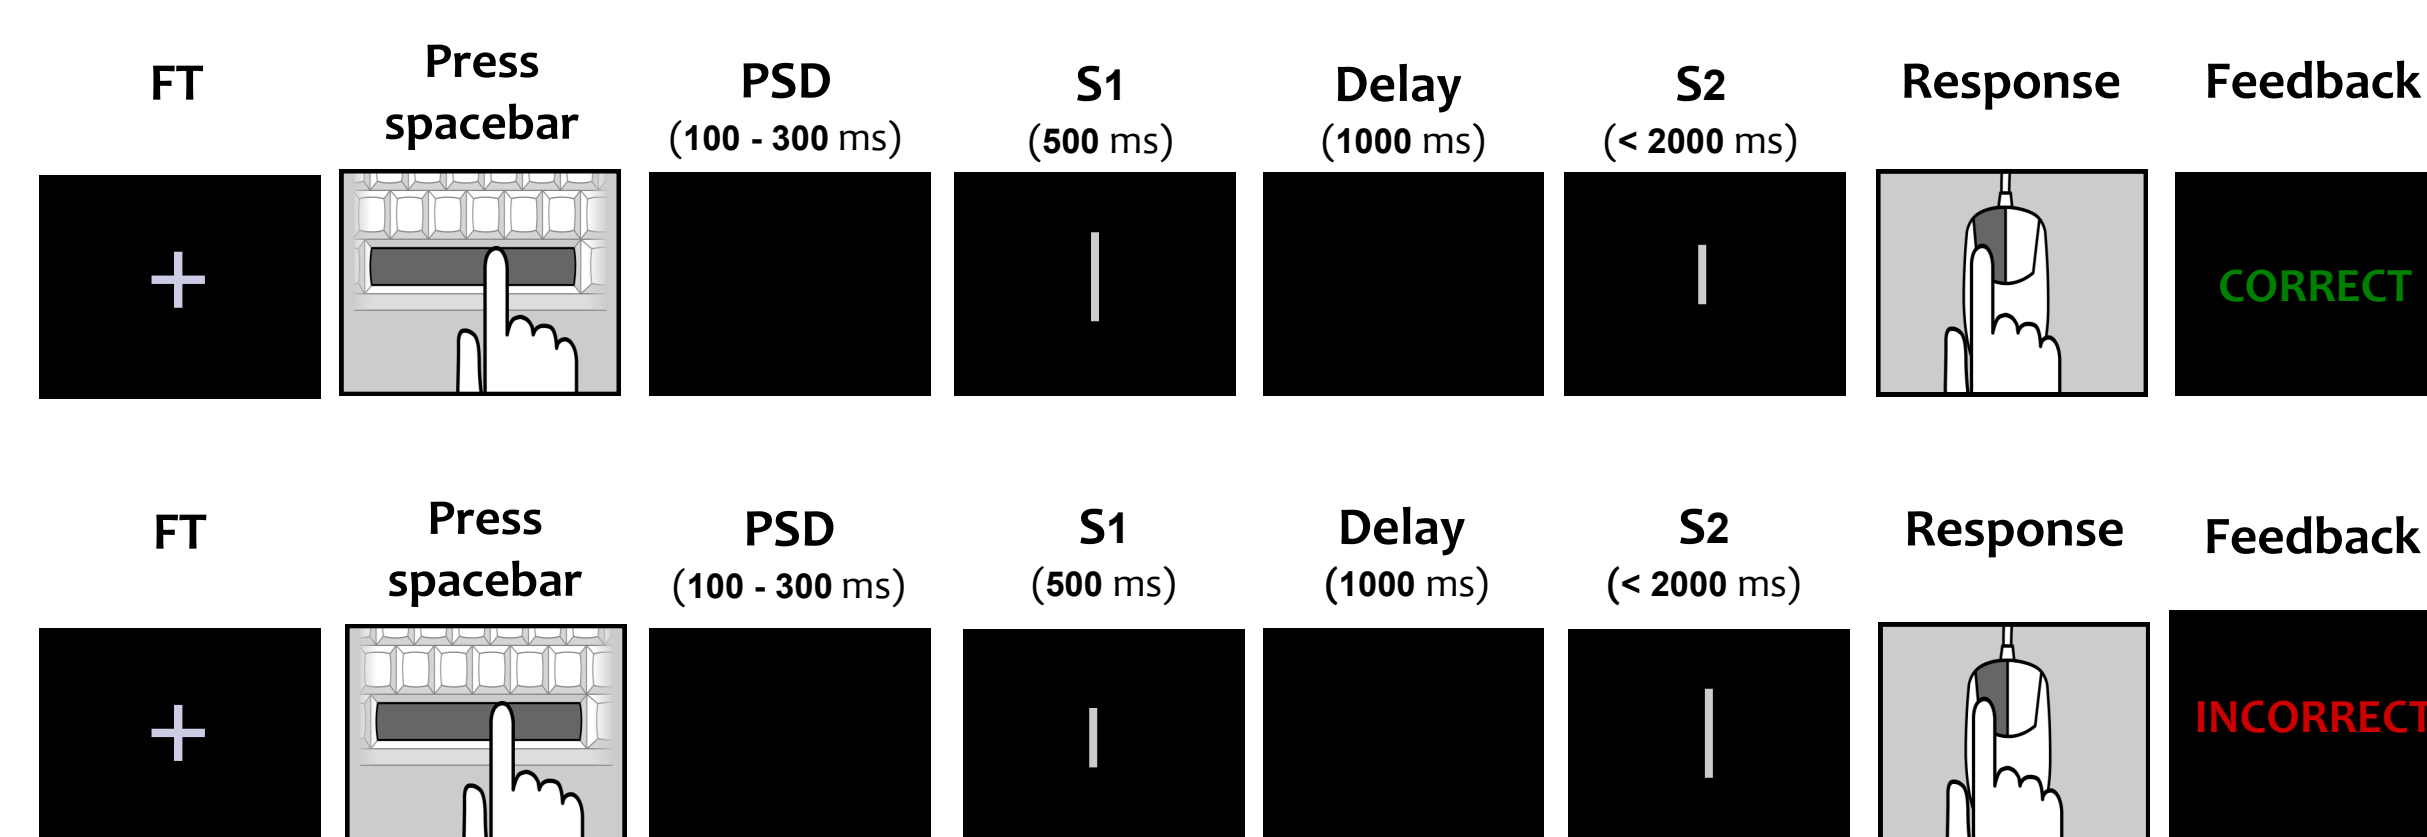 FT
Press
spacebar
PSD
(100 - 300 ms)
S1
(500 ms)
Delay
(1000 ms)
S2
(< 2000 ms)
Response
Feedback
CORRECT
FT
Press
spacebar
PSD
(100 - 300 ms)
S1
(500 ms)
Delay
(1000 ms)
S2
(< 2000 ms)
Response
Feedback
INCORRECT